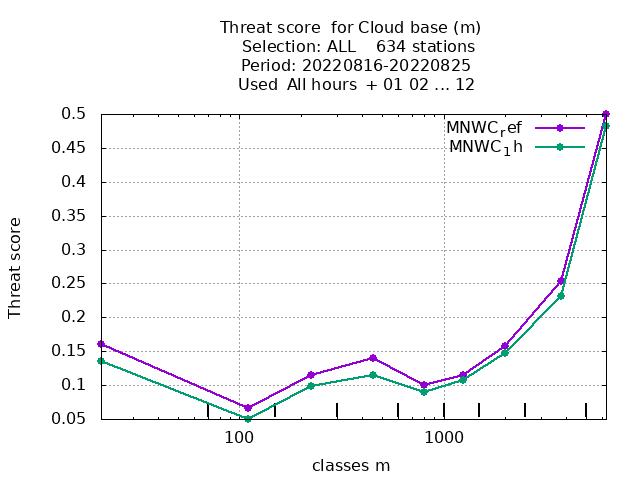 Threat score  for Cloud base (m)
Selection: ALL    634 stations
Period: 20220816-20220825
Used  All hours  + 01 02 ... 12
0.5
0.45
0.4
0.35
0.3
0.25
0.2
0.15
0.1
0.05
Threat score
MNWC_ref
MNWC_1h
100
1000
classes m